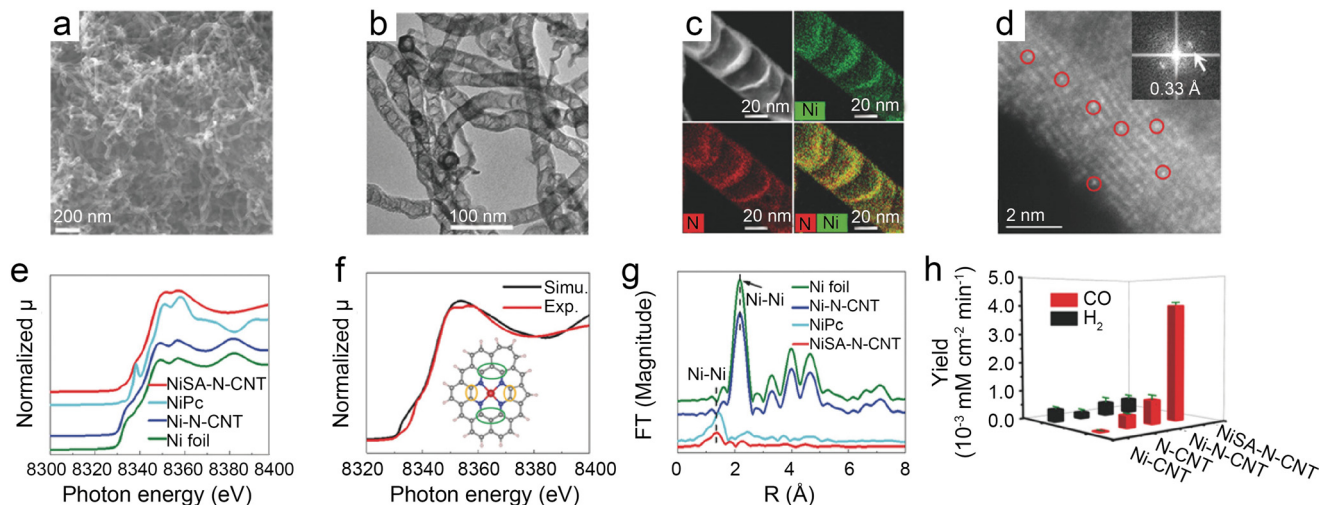 a
200 nm
b
100 nm
c
20 nm
20 nm
Ni
20 nm
N
20 nm
N Ni
d
0.33 Å
2 nm
e
Normalized μ
NiSA-N-CNT
NiPc
Ni-N-CNT
Ni foil
8300 8330 8360 8400
Photon energy (eV)
f
Normalized μ
Simu.
Exp.
8320 8340 8360 8380 8400
Photon energy (eV)
g
FT (Magnitude)
Ni-Ni
Ni-Ni
Ni foil
Ni-N-CNT
NiPc
NiSA-N-CNT
0 2 4 6 8
R (Å)
h
Yield
(10⁻³ mM cm⁻² min⁻¹)
5.0
4.0
3.0
2.0
1.0
0.0
CO
H₂
Ni-CNT
N-CNT
Ni-N-CNT
NiSA-N-CNT